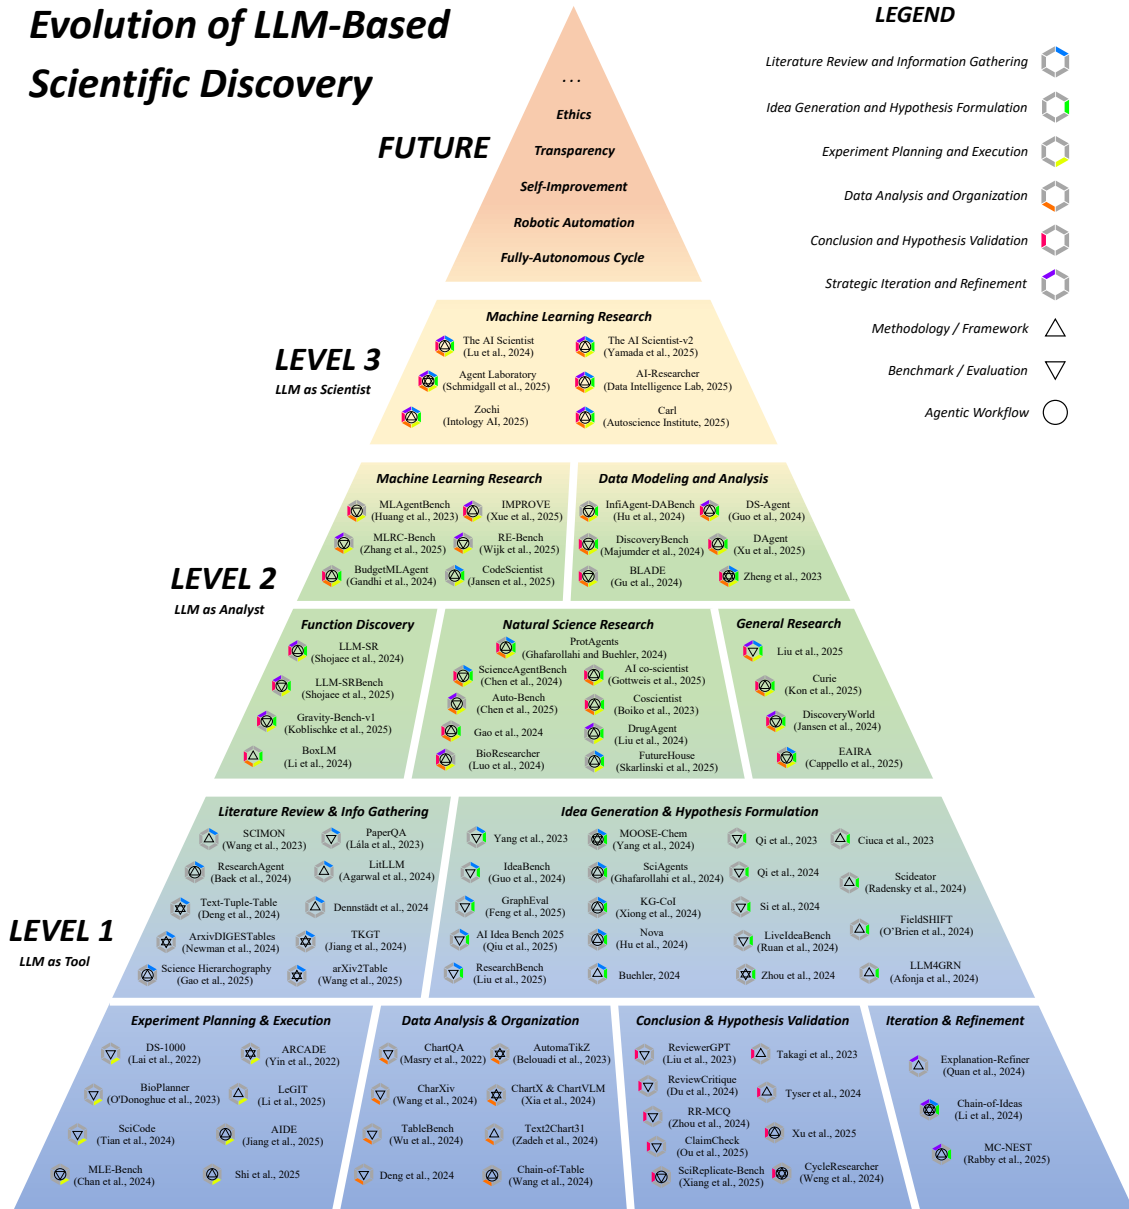 Evolution of LLM-Based
Scientific Discovery
LEGEND
Literature Review and Information Gathering
Idea Generation and Hypothesis Formulation
Experiment Planning and Execution
Data Analysis and Organization
Conclusion and Hypothesis Validation
Strategic Iteration and Refinement
Methodology / Framework
Benchmark / Evaluation
Agentic Workflow
FUTURE
...
Ethics
Transparency
Self-Improvement
Robotic Automation
Fully-Autonomous Cycle
LEVEL 3
LLM as Scientist
Machine Learning Research
The AI Scientist
(Lu et al., 2024)
The AI Scientist-v2
(Yamada et al., 2025)
Agent Laboratory
(Schmidgall et al., 2025)
AI-Researcher
(Data Intelligence Lab, 2025)
Zochi
(Intology AI, 2025)
Carl
(Autoscience Institute, 2025)
LEVEL 2
LLM as Analyst
Machine Learning Research
MLAgentBench
(Huang et al., 2023)
IMPROVE
(Xue et al., 2025)
MLRC-Bench
(Zhang et al., 2025)
RE-Bench
(Wijk et al., 2025)
BudgetMLAgent
(Gandhi et al., 2024)
CodeScientist
(Jansen et al., 2025)
Data Modeling and Analysis
InfiAgent-DABench
(Hu et al., 2024)
DS-Agent
(Guo et al., 2024)
DiscoveryBench
(Majumder et al., 2024)
DAgent
(Xu et al., 2025)
BLADE
(Gu et al., 2024)
Zheng et al., 2023
Function Discovery
LLM-SR
(Shojaee et al., 2024)
LLM-SRBench
(Shojaee et al., 2025)
Gravity-Bench-v1
(Koblischke et al., 2025)
BoxLM
(Li et al., 2024)
Natural Science Research
ProtAgents
(Ghafarollahi and Buehler, 2024)
ScienceAgentBench
(Chen et al., 2024)
AI co-scientist
(Gottweis et al., 2025)
Auto-Bench
(Chen et al., 2025)
Coscientist
(Boiko et al., 2023)
Gao et al., 2024
DrugAgent
(Liu et al., 2024)
BioResearcher
(Luo et al., 2024)
FutureHouse
(Skarlinski et al., 2025)
General Research
Liu et al., 2025
Curie
(Kon et al., 2025)
DiscoveryWorld
(Jansen et al., 2024)
EAIRA
(Cappello et al., 2025)
LEVEL 1
LLM as Tool
Literature Review & Info Gathering
SCIMON
(Wang et al., 2023)
PaperQA
(Lála et al., 2023)
ResearchAgent
(Baek et al., 2024)
LitLLM
(Agarwal et al., 2024)
Text-Tuple-Table
(Deng et al., 2024)
Dennstädt et al., 2024
ArxivDIGESTables
(Newman et al., 2024)
TKGT
(Jiang et al., 2024)
Science Hierarchography
(Gao et al., 2025)
arXiv2Table
(Wang et al., 2025)
Idea Generation & Hypothesis Formulation
Yang et al., 2023
MOOSE-Chem
(Yang et al., 2024)
Qi et al., 2023
Ciuca et al., 2023
IdeaBench
(Guo et al., 2024)
SciAgents
(Ghafarollahi et al., 2024)
Qi et al., 2024
Scideator
(Radensky et al., 2024)
GraphEval
(Feng et al., 2025)
KG-CoI
(Xiong et al., 2024)
Si et al., 2024
FieldSHIFT
(O'Brien et al., 2024)
AI Idea Bench 2025
(Qiu et al., 2025)
Nova
(Hu et al., 2024)
LiveIdeaBench
(Ruan et al., 2024)
ResearchBench
(Liu et al., 2025)
Buehler, 2024
Zhou et al., 2024
LLM4GRN
(Afonja et al., 2024)
Experiment Planning & Execution
DS-1000
(Lai et al., 2022)
ARCADE
(Yin et al., 2022)
BioPlanner
(O'Donoghue et al., 2023)
LeGIT
(Li et al., 2025)
SciCode
(Tian et al., 2024)
AIDE
(Jiang et al., 2025)
MLE-Bench
(Chan et al., 2024)
Shi et al., 2025
Data Analysis & Organization
ChartQA
(Masry et al., 2022)
AutomaTikZ
(Belouadi et al., 2023)
CharXiv
(Wang et al., 2024)
ChartX & ChartVLM
(Xia et al., 2024)
TableBench
(Wu et al., 2024)
Text2Chart31
(Zadeh et al., 2024)
Deng et al., 2024
Chain-of-Table
(Wang et al., 2024)
Conclusion & Hypothesis Validation
ReviewerGPT
(Liu et al., 2023)
Takagi et al., 2023
ReviewCritique
(Du et al., 2024)
Tyser et al., 2024
RR-MCQ
(Zhou et al., 2024)
Xu et al., 2025
ClaimCheck
(Ou et al., 2025)
SciReplicate-Bench
(Xiang et al., 2025)
CycleResearcher
(Weng et al., 2024)
Iteration & Refinement
Explanation-Refiner
(Quan et al., 2024)
Chain-of-Ideas
(Li et al., 2024)
MC-NEST
(Rabby et al., 2025)